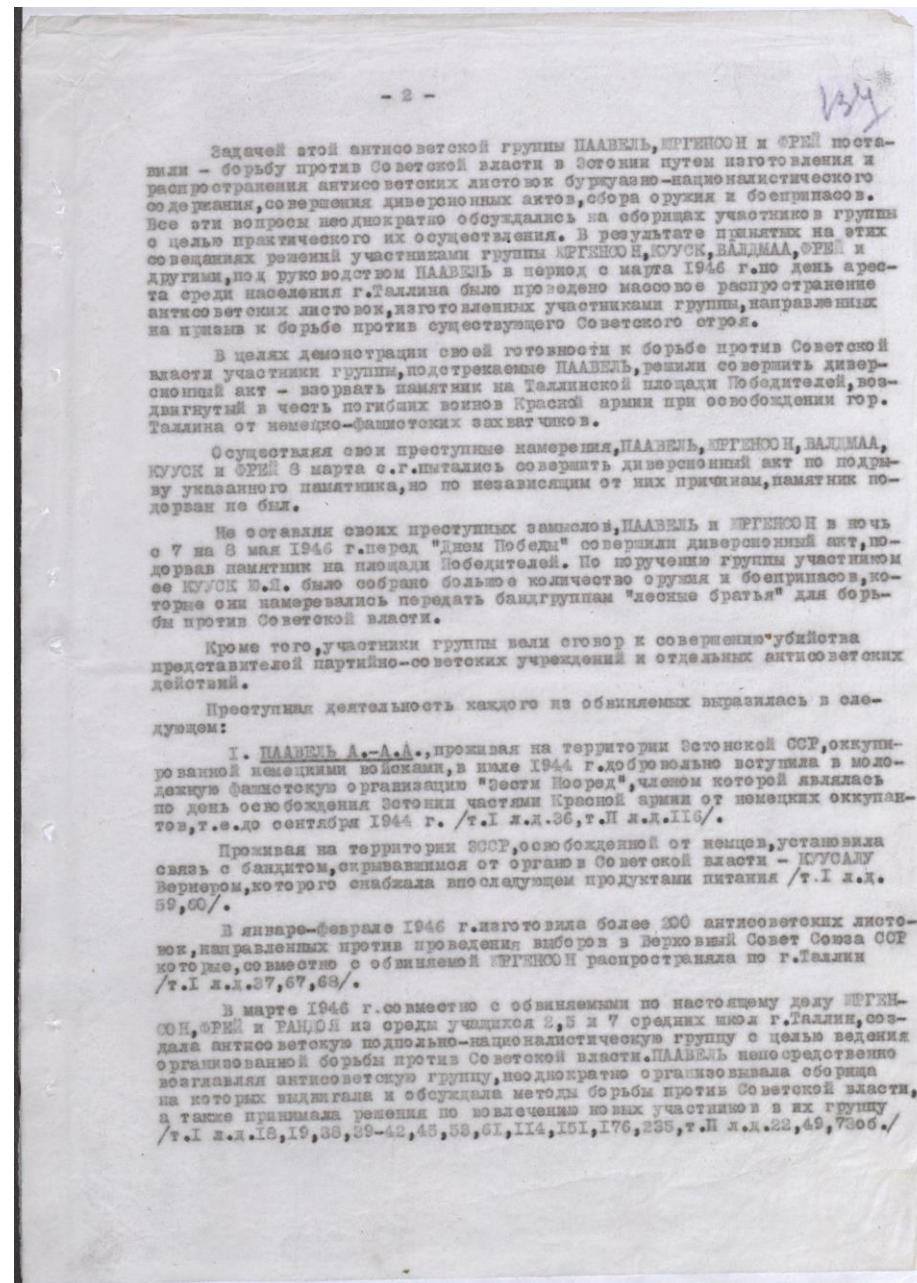 - 2 -
134
Задачей этой антисоветской группы ПААВЕЛЬ,ЮРГЕНСОН и ФРЕЙ поста-
вили - борьбу против Советской власти в Эстонии путем изготовления и
распространения антисоветских листовок буржуазно-националистического
содержания,совершения диверсионных актов,сбора оружия и боеприпасов.
Все эти вопросы неоднократно обсуждались на сборищах участников группы
с целью практического их осуществления. В результате принятых на этих
совещаниях решений участниками группы ЮРГЕНСОН,КУУСК,ВАЛДМАА,ФРЕЙ и
другими,под руководством ПААВЕЛЬ в период с марта 1946 г.по день арес-
та среди населения г.Таллина было проведено массовое распространение
антисоветских листовок,изготовленных участниками группы,направленных
на призыв к борьбе против существующего Советского строя.
В целях демонстрации своей готовности к борьбе против Советской
власти участники группы,подстрекаемые ПААВЕЛЬ,решили совершить дивер-
сионный акт - взорвать памятник на Таллинской площади Победителей,воз-
двигнутый в честь погибших воинов Красной армии при освобождении гор.
Таллина от немецко-фашистских захватчиков.
Осуществляя свои преступные намерения,ПААВЕЛЬ,ЮРГЕНСОН,ВАЛДМАА,
КУУСК и ФРЕЙ 8 марта с.г.пытались совершить диверсионный акт по подры-
ву указанного памятника,но по независящим от них причинам,памятник по-
дорван не был.
Не оставляя своих преступных замыслов,ПААВЕЛЬ и ЮРГЕНСОН в ночь
с 7 на 8 мая 1946 г.перед "Днем Победы" совершили диверсионный акт,по-
дорвав памятник на площади Победителей. По поручению группы участником
ее КУУСК Ю.Я. было собрано большое количество оружия и боеприпасов,ко-
торые они намеревались передать бандгруппам "лесные братья" для борь-
бы против Советской власти.
Кроме того,участники группы вели сговор к совершению убийства
представителей партийно-советских учреждений и отдельных антисоветских
действий.
Преступная деятельность каждого из обвиняемых выразилась в сле-
дующем:
I. ПААВЕЛЬ А.-А.А.,проживая на территории Эстонской ССР,оккупи-
рованной немецкими войсками,в июле 1944 г.добровольно вступила в моло-
дежную фашистскую организацию "Эести Нооред",членом которой являлась
по день освобождения Эстонии частями Красной армии от немецких оккупан-
тов,т.е.до сентября 1944 г. /т.I л.д.36,т.П л.д.II6/.
Проживая на территории ЭССР,освобожденной от немцев,установила
связь с бандитом,скрывавшимся от органов Советской власти - КУУСАЛУ
Вернером,которого снабжала впоследующем продуктами питания /т.I л.д.
59,60/.
В январе-феврале 1946 г.изготовила более 200 антисоветских листо-
вок,направленных против проведения выборов в Верховный Совет Союза ССР
которые,совместно с обвиняемой ЮРГЕНСОН распространяла по г.Таллин
/т.I л.д.37,67,68/.
В марте 1946 г.совместно с обвиняемыми по настоящему делу ЮРГЕН-
СОН,ФРЕЙ и РАНДОЯ из среды учащихся 2,5 и 7 средних школ г.Таллин,соз-
дала антисоветскую подпольно-националистическую группу с целью ведения
организованной борьбы против Советской власти.ПААВЕЛЬ непосредственно
возглавляя антисоветскую группу,неоднократно организовывала сборища
на которых выдвигала и обсуждала методы борьбы против Советской власти,
а также принимала решения по вовлечению новых участников в их группу
/т.I л.д.18,19,38,39-42,45,53,61,II4,151,176,235,т.П л.д.22,49,73об./